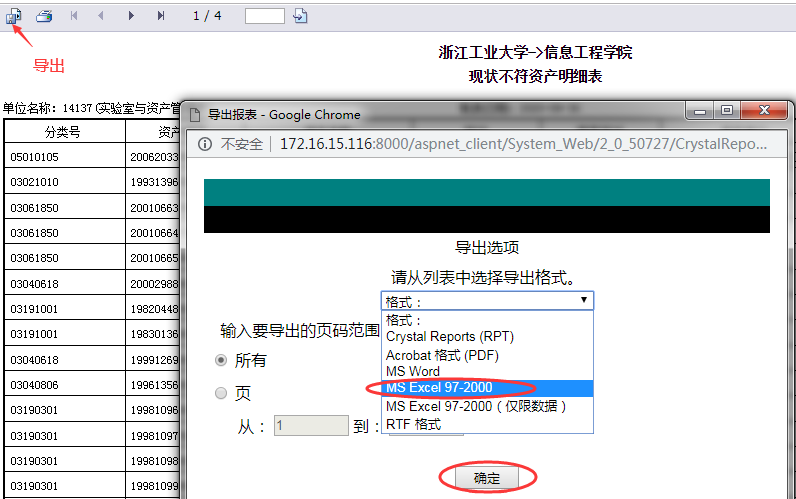 1 / 4
导出
浙江工业大学->信息工程学院
现状不符资产明细表
单位名称：14137(实验室与资产管
分类号 资产
05010105 20062033
03021010 19931396
03061850 20010663
03061850 20010664
03061850 20010665
03040618 20002988
03191001 19820448
03191001 19830136
03040618 19991269
03040806 19961356
03190301 19981096
03190301 19981097
03190301 19981098
03190301 19981099
导出报表 - Google Chrome
不安全 172.16.15.116:8000/aspnet_client/System_Web/2_0_50727/CrystalRepo...
导出选项
请从列表中选择导出格式。
格式：
格式：
Crystal Reports (RPT)
Acrobat 格式 (PDF)
MS Word
MS Excel 97-2000
MS Excel 97-2000（仅限数据）
RTF 格式
输入要导出的页码范围
所有
页
从： 1 到：
确定